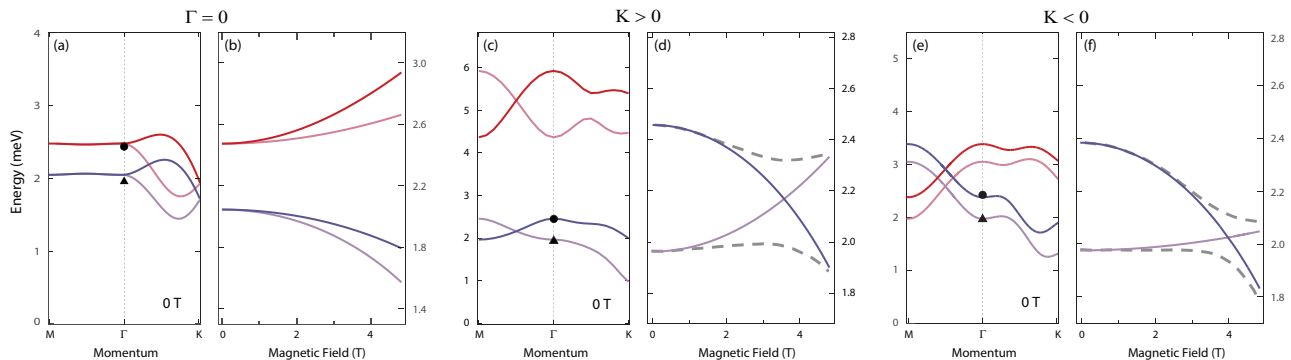 Γ = 0
K > 0
K < 0
(a)
(b)
(c)
(d)
(e)
(f)
Energy (meV)
4
3
2
1
0
0 T
M
Γ
K
Momentum
3.0
2.6
2.2
1.8
1.4
0
2
4
Magnetic Field (T)
6
5
4
3
2
1
0
0 T
M
Γ
K
Momentum
2.8
2.6
2.4
2.2
2.0
1.8
0
2
4
Magnetic Field (T)
5
4
3
2
1
0
0 T
M
Γ
K
Momentum
2.8
2.6
2.4
2.2
2.0
1.8
0
2
4
Magnetic Field (T)